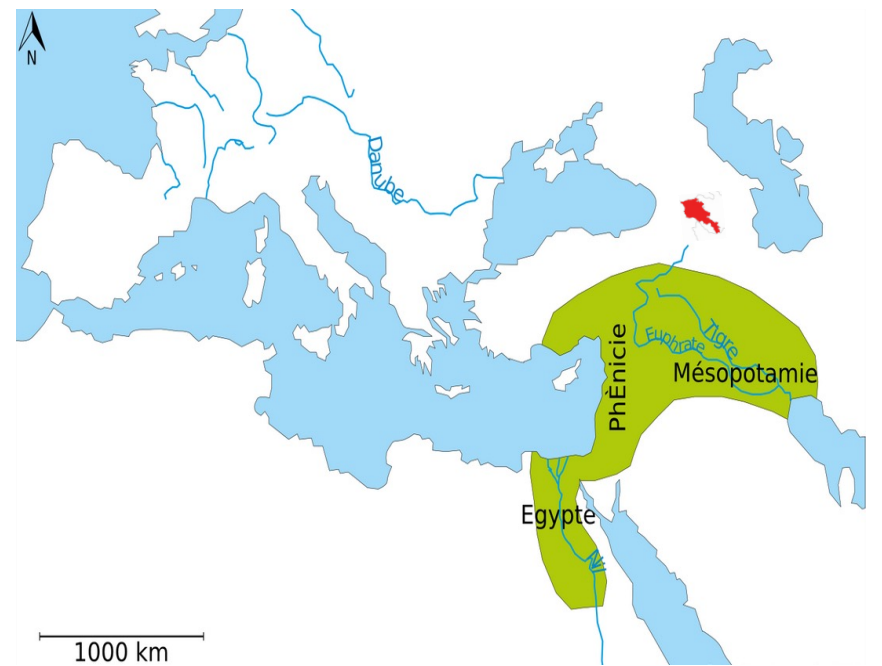 N
Danube
Tigre
Euphrate
PhÈnicie
Mésopotamie
Egypte
Nil
1000 km